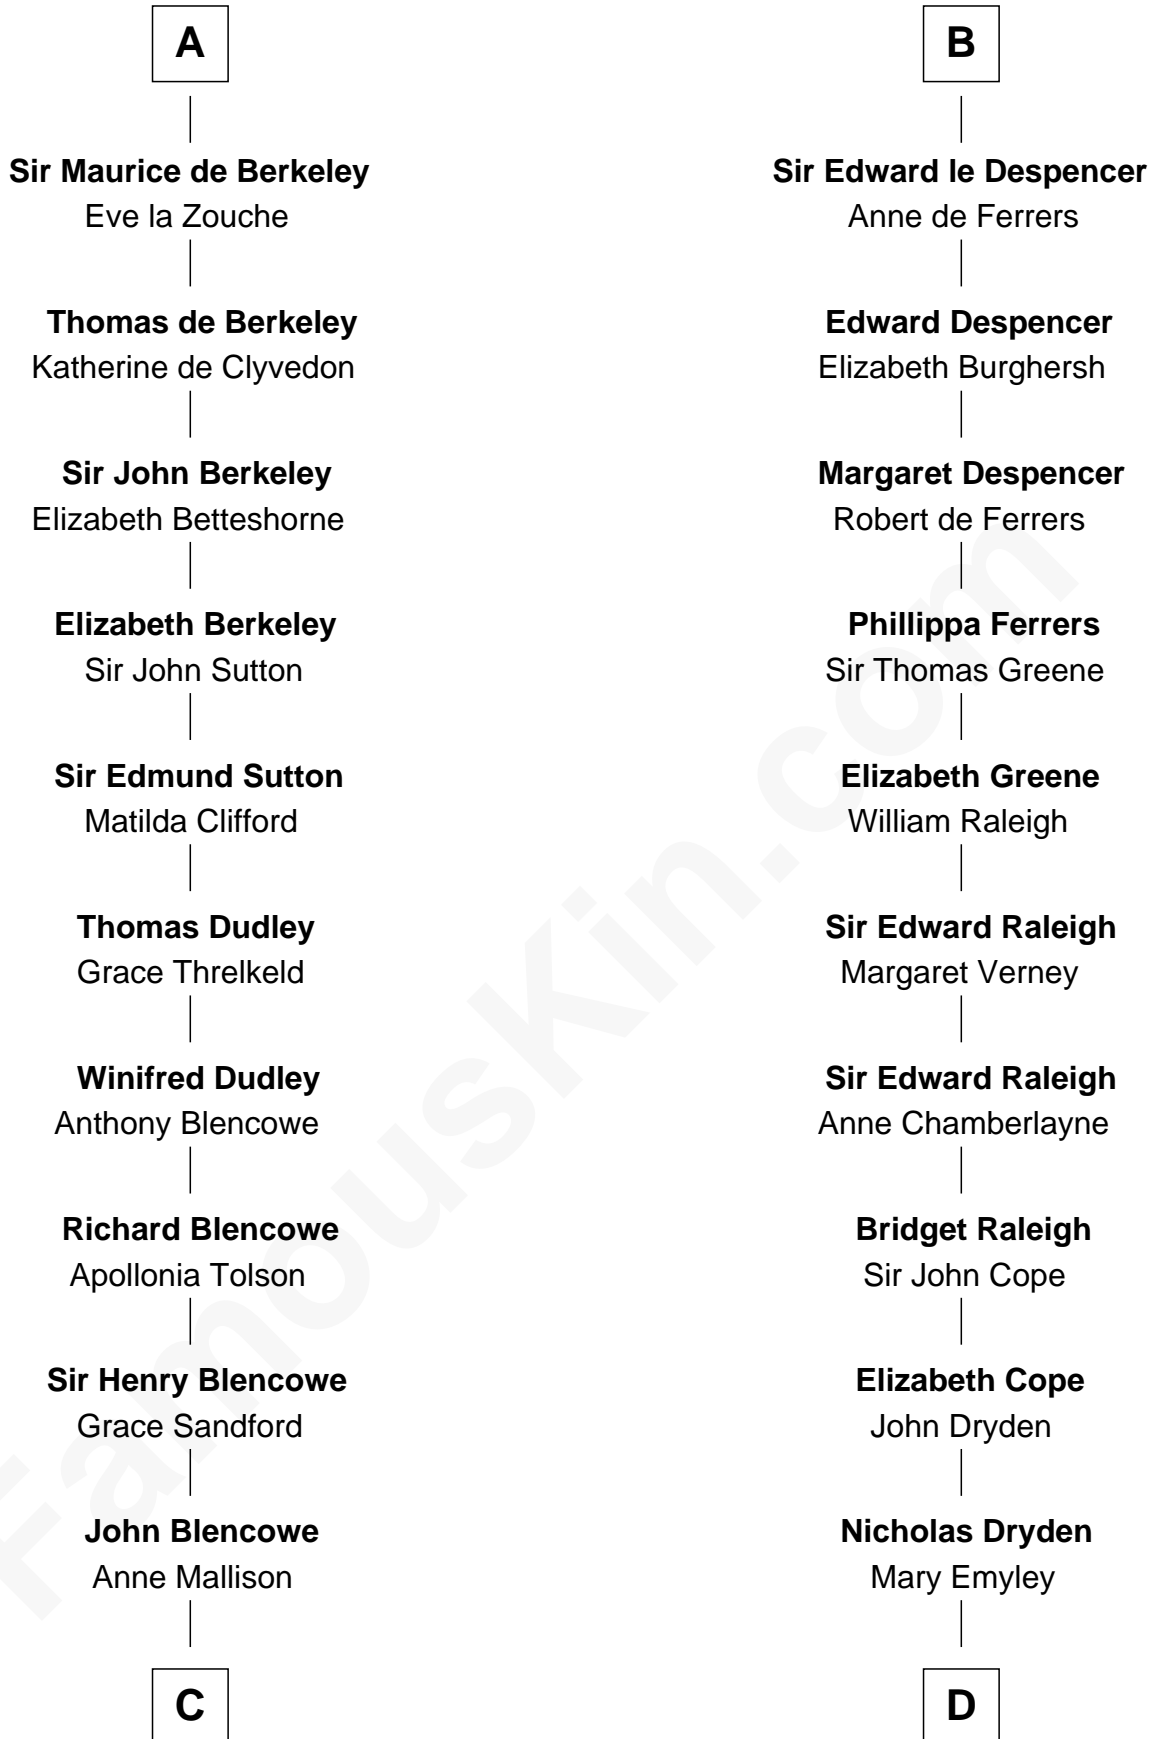 A
Sir Maurice de Berkeley
Eve la Zouche
Thomas de Berkeley
Katherine de Clyvedon
Sir John Berkeley
Elizabeth Betteshorne
Elizabeth Berkeley
Sir John Sutton
Sir Edmund Sutton
Matilda Clifford
Thomas Dudley
Grace Threlkeld
Winifred Dudley
Anthony Blencowe
Richard Blencowe
Apollonia Tolson
Sir Henry Blencowe
Grace Sandford
John Blencowe
Anne Mallison
C
B
Sir Edward le Despencer
Anne de Ferrers
Edward Despencer
Elizabeth Burghersh
Margaret Despencer
Robert de Ferrers
Phillippa Ferrers
Sir Thomas Greene
Elizabeth Greene
William Raleigh
Sir Edward Raleigh
Margaret Verney
Sir Edward Raleigh
Anne Chamberlayne
Bridget Raleigh
Sir John Cope
Elizabeth Cope
John Dryden
Nicholas Dryden
Mary Emyley
D
FamousKin.com